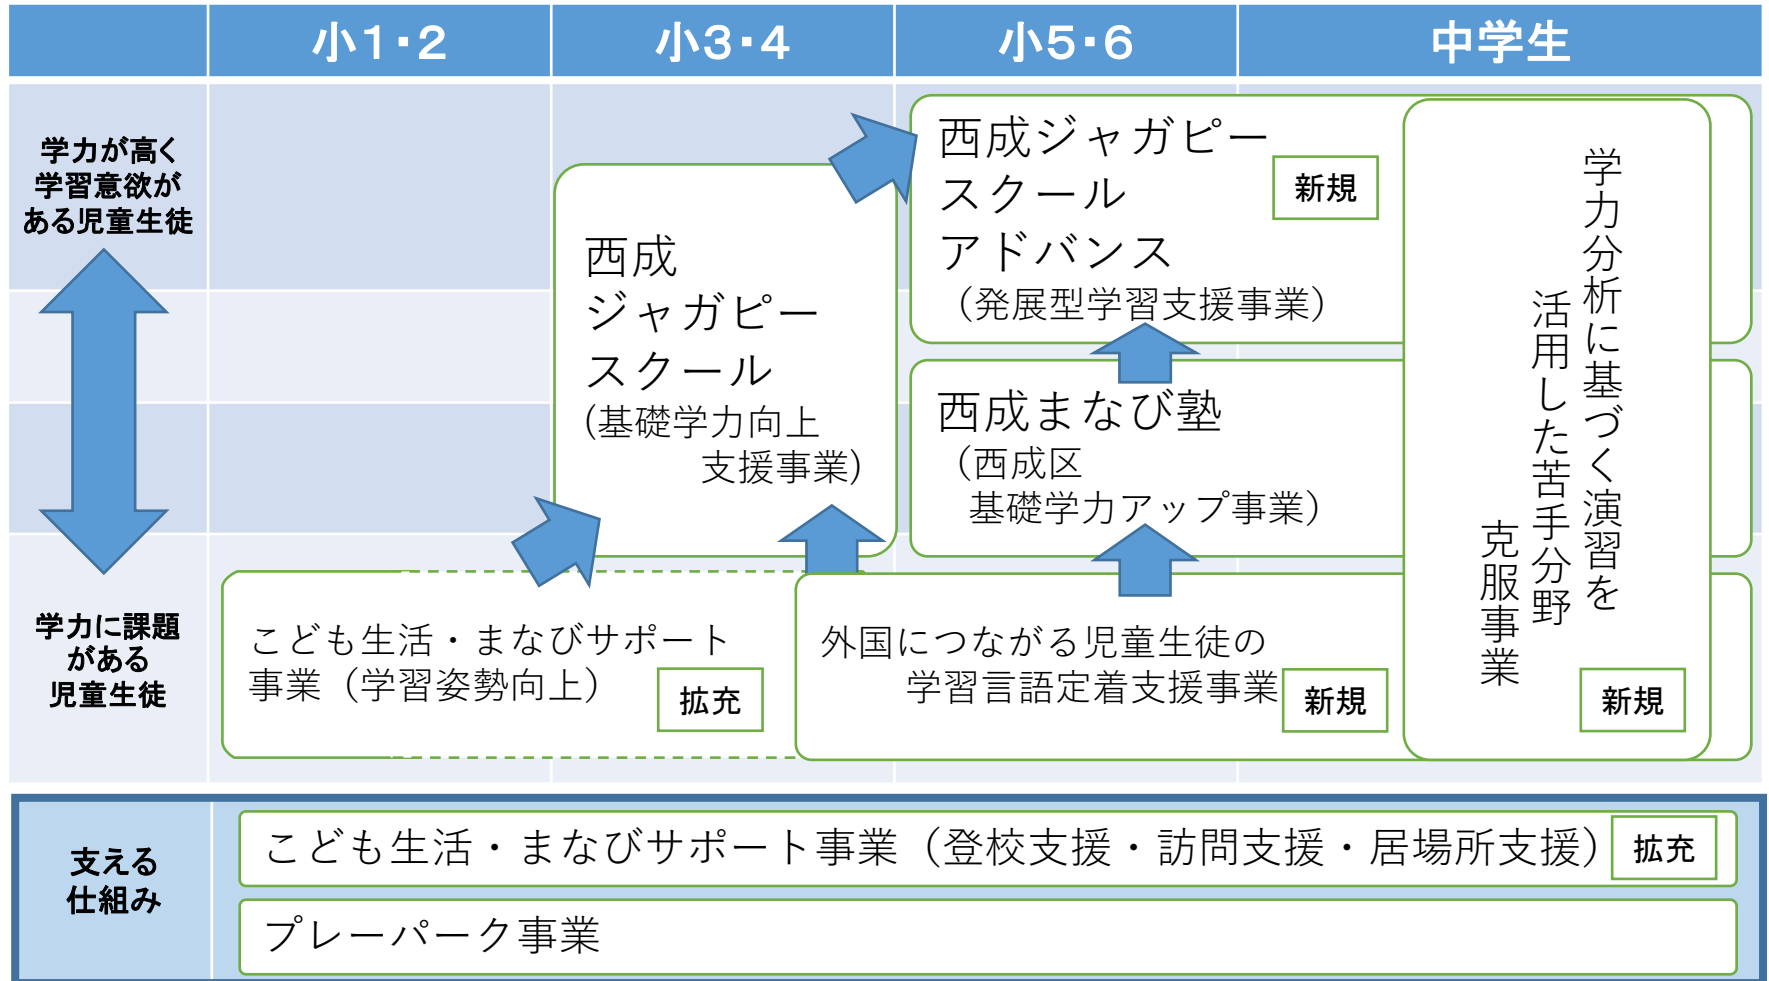 小1・2
小3・4
小5・6
中学生
学力が高く
学習意欲が
ある児童生徒
学力に課題
がある
児童生徒
西成
ジャガピー
スクール
(基礎学力向上
支援事業)
西成ジャガピー
スクール
アドバンス
（発展型学習支援事業）
新規
西成まなび塾
（西成区
基礎学力アップ事業）
学力分析に基づく演習を
活用した苦手分野
克服事業
新規
こども生活・まなびサポート
事業（学習姿勢向上）
拡充
外国につながる児童生徒の
学習言語定着支援事業
新規
支える
仕組み
こども生活・まなびサポート事業（登校支援・訪問支援・居場所支援）
拡充
プレーパーク事業